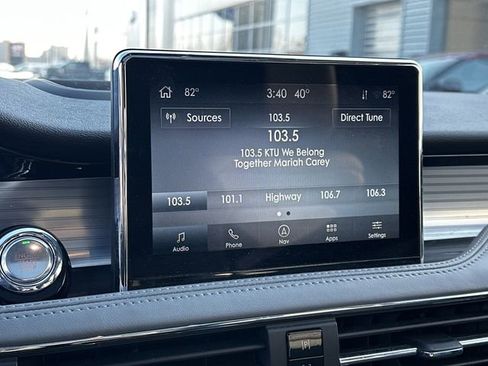 82° 3:40 40° 82°
Sources 103.5 Direct Tune
103.5
103.5 KTU We Belong
Together Mariah Carey
103.5 101.1 Highway 106.7 106.3
Audio Phone Nav Apps Settings
ENGINE